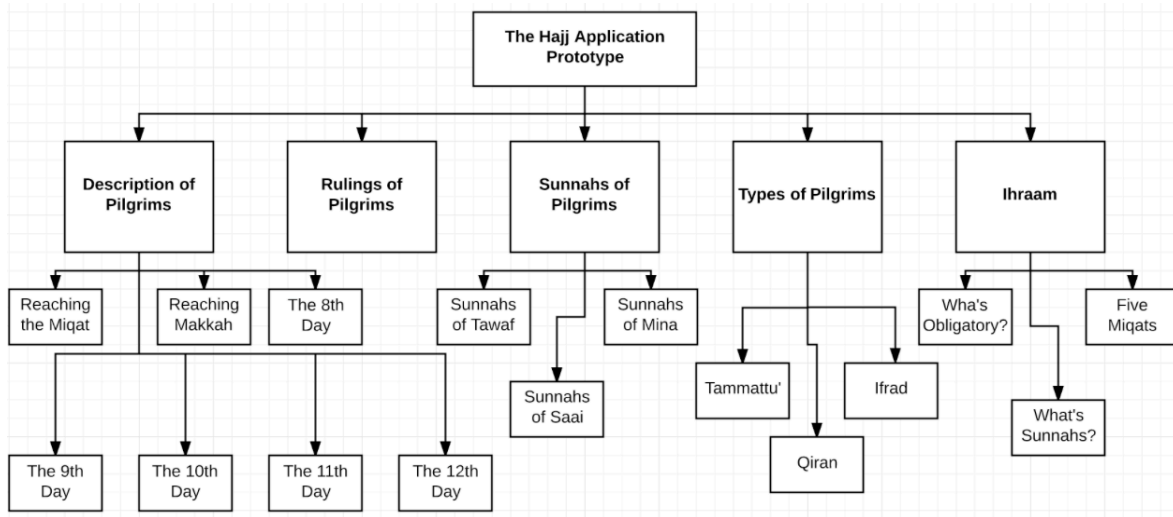 The Hajj Application
Prototype
Description of
Pilgrims
Rulings of
Pilgrims
Sunnahs of
Pilgrims
Types of Pilgrims
Ihraam
Reaching
the Miqat
Reaching
Makkah
The 8th
Day
Sunnahs
of Tawaf
Sunnahs
of Mina
Wha's
Obligatory?
Five
Miqats
Tammattu'
Ifrad
Sunnahs
of Saai
What's
Sunnahs?
Qiran
The 9th
Day
The 10th
Day
The 11th
Day
The 12th
Day